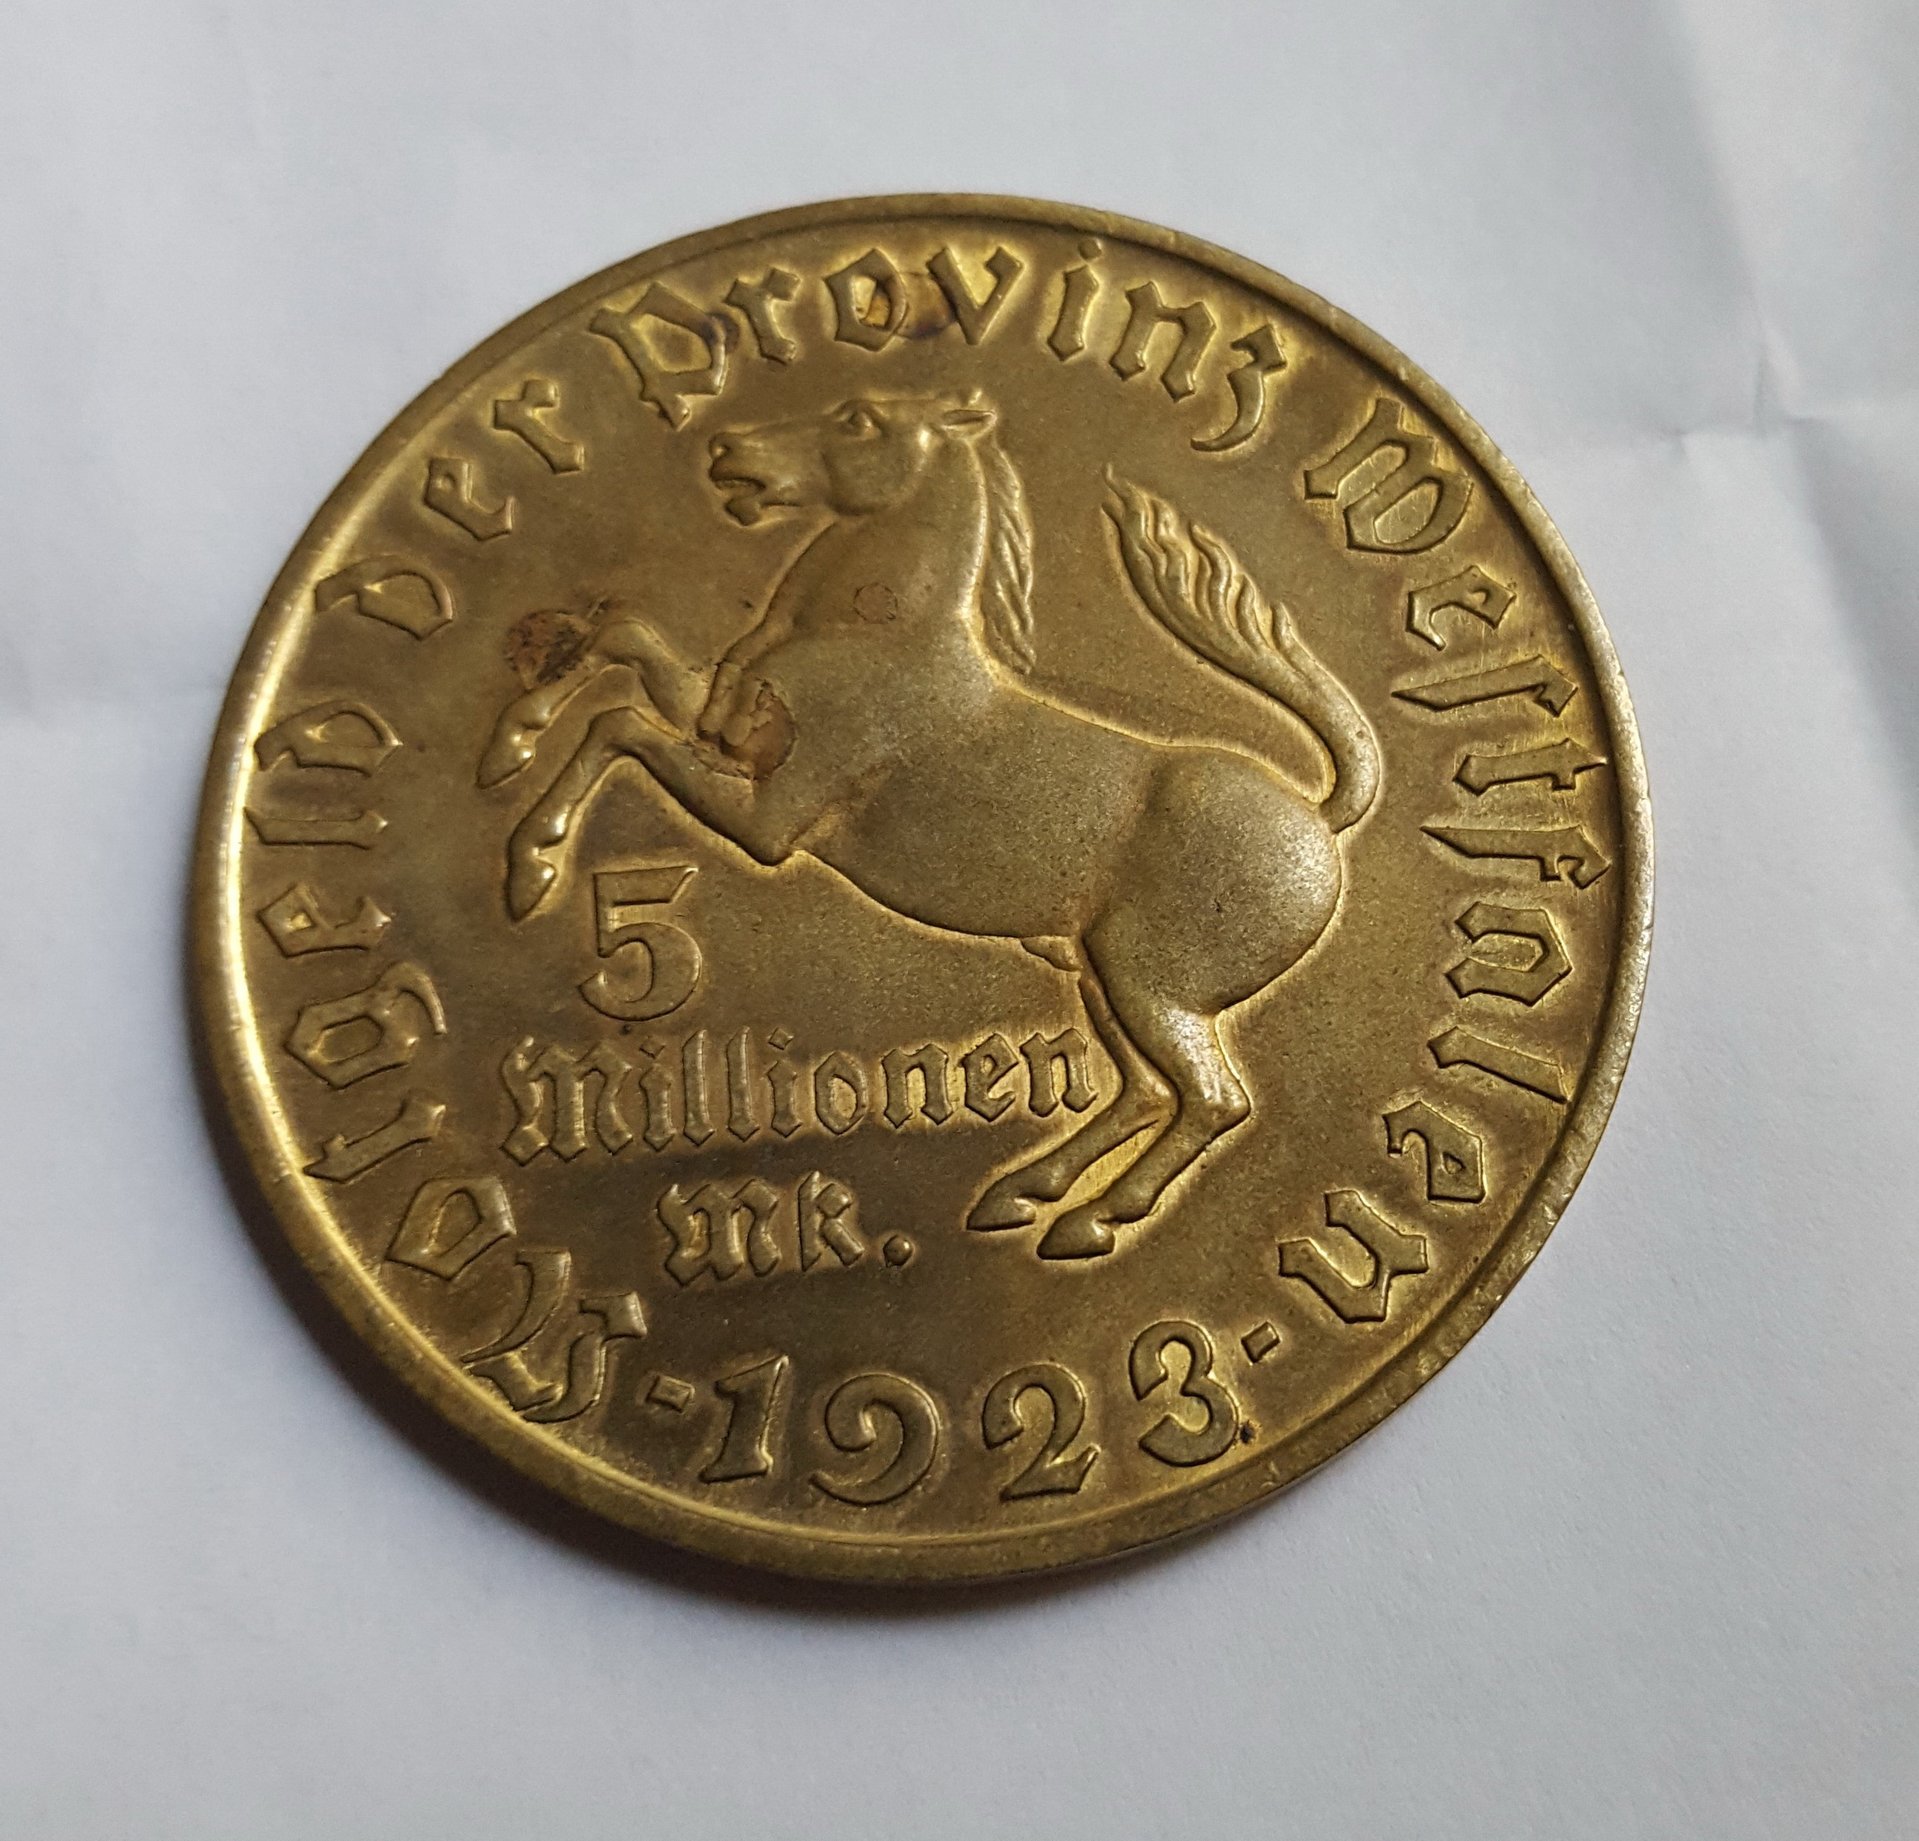 Notgeld der Provinz Westfalen
5
Millionen
Mk.
·1923·